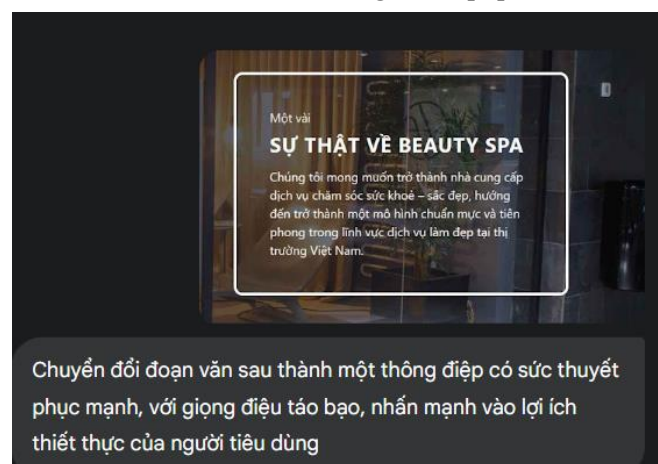 Một vài
SỰ THẬT VỀ BEAUTY SPA
Chúng tôi mong muốn trở thành nhà cung cấp
dịch vụ chăm sóc sức khoẻ – sắc đẹp, hướng
đến trở thành một mô hình chuẩn mực và tiên
phong trong lĩnh vực dịch vụ làm đẹp tại thị
trường Việt Nam.
Chuyển đổi đoạn văn sau thành một thông điệp có sức thuyết
phục mạnh, với giọng điệu táo bạo, nhấn mạnh vào lợi ích
thiết thực của người tiêu dùng